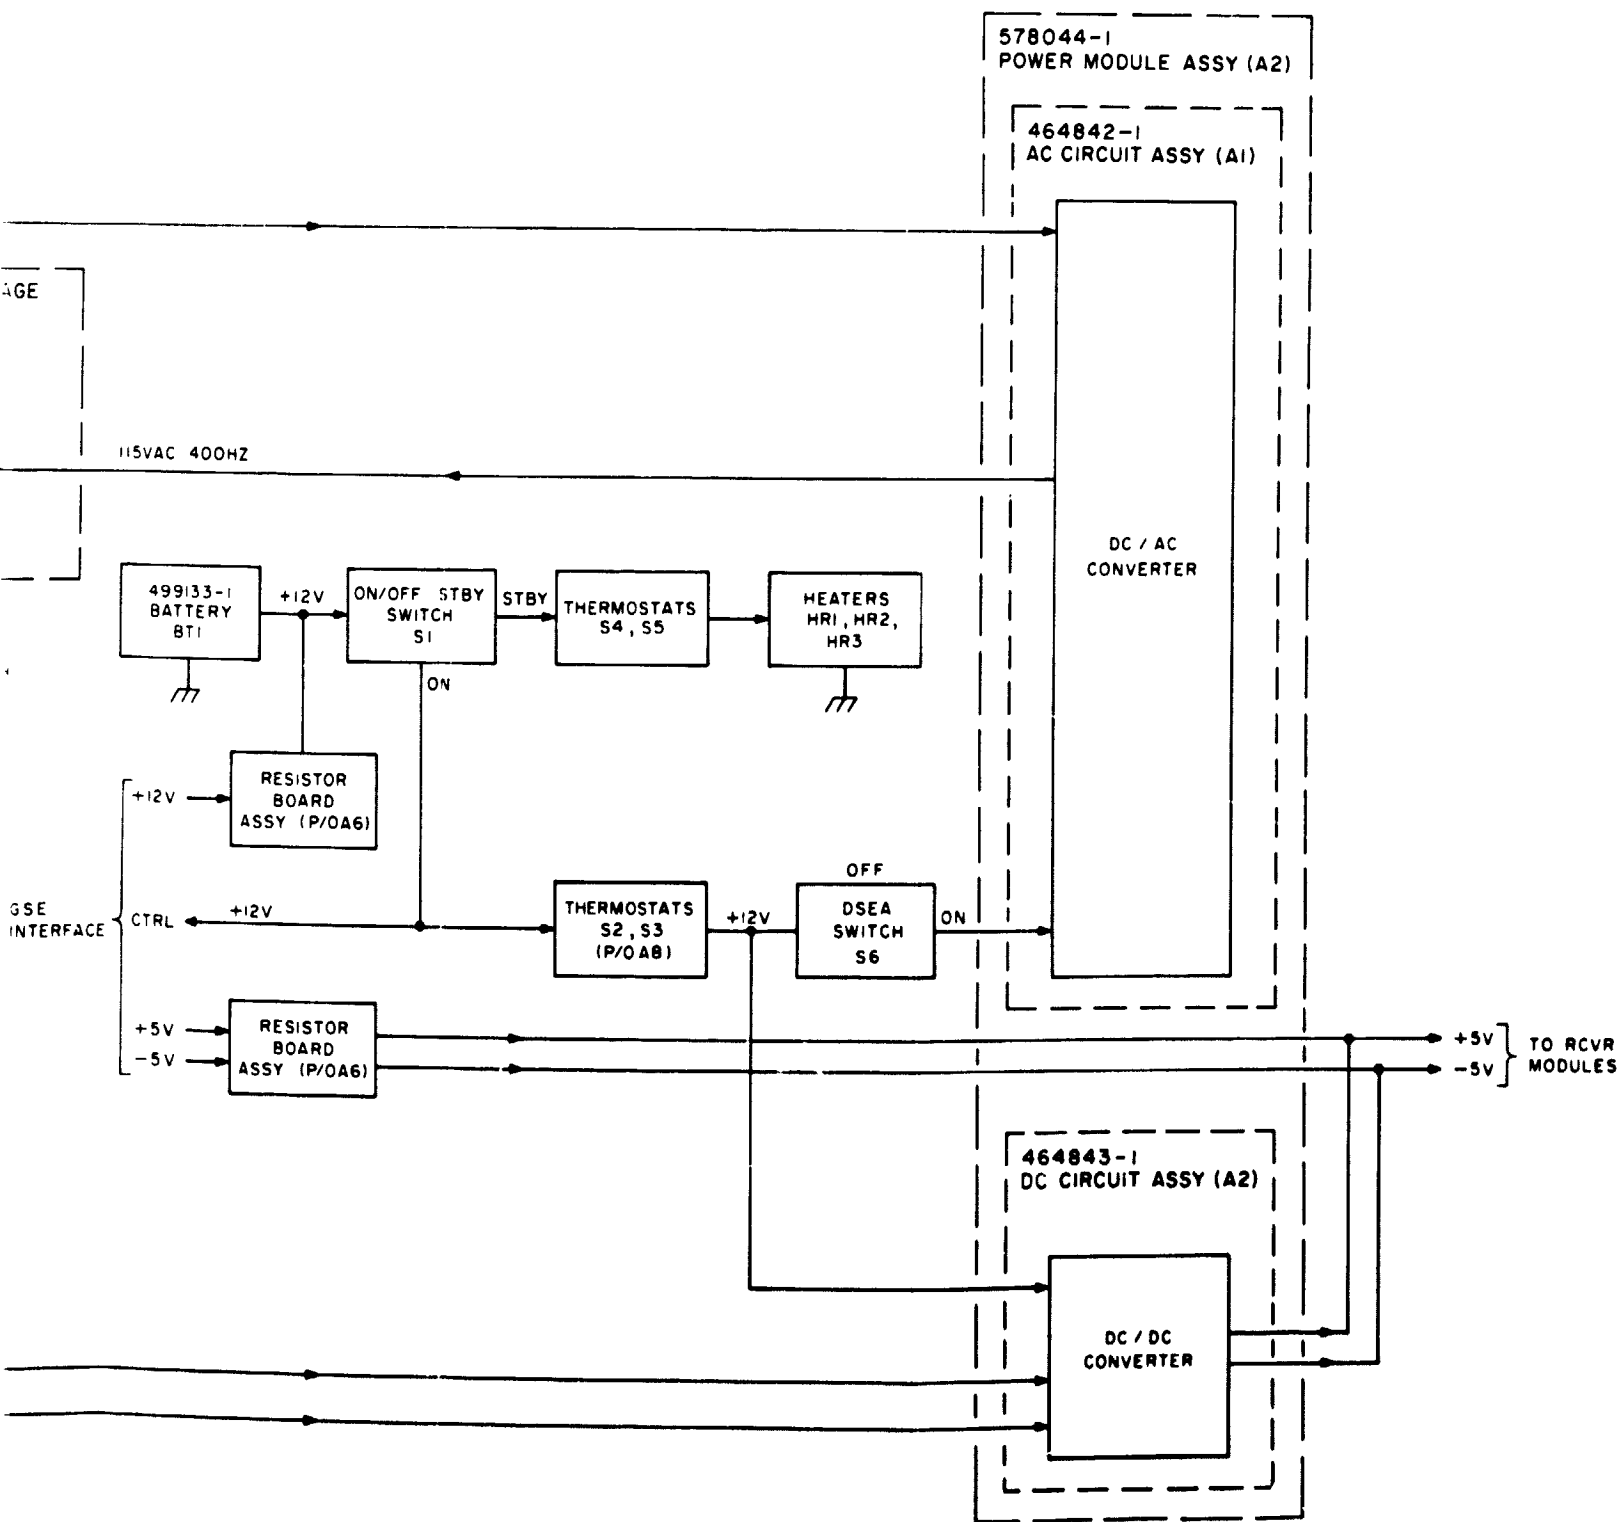 578044-1
POWER MODULE ASSY (A2)
464842-1
AC CIRCUIT ASSY (A1)
AGE
115VAC 400HZ
DC / AC
CONVERTER
499133-1
BATTERY
BT1
+12V
ON/OFF STBY
SWITCH
S1
STBY
THERMOSTATS
S4, S5
HEATERS
HR1, HR2,
HR3
ON
+12V
RESISTOR
BOARD
ASSY (P/OA6)
GSE
INTERFACE
CTRL
+12V
THERMOSTATS
S2, S3
(P/OA8)
+12V
OFF
DSEA
SWITCH
S6
ON
+5V
-5V
RESISTOR
BOARD
ASSY (P/OA6)
+5V
-5V
TO RCVR
MODULES
464843-1
DC CIRCUIT ASSY (A2)
DC / DC
CONVERTER